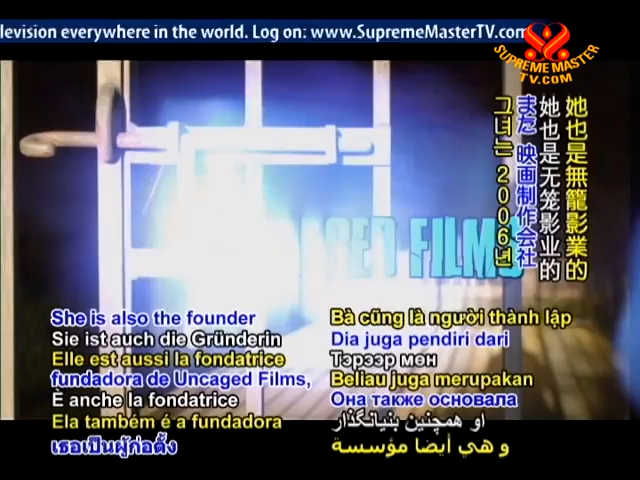 levision everywhere in the world. Log on: www.SupremeMasterTV.com
SUPREME MASTER
TV.COM
她也是無籠影業的
她也是无笼影业的
また 映画制作会社
그녀는 2006년
FILMS
She is also the founder
Sie ist auch die Gründerin
Elle est aussi la fondatrice
fundadora de Uncaged Films,
È anche la fondatrice
Ela também é a fundadora
เธอเป็นผู้ก่อตั้ง
Bà cũng là người thành lập
Dia juga pendiri dari
Тэрээр мөн
Beliau juga merupakan
Она также основала
او همچنین بنیانگذار
و هي أيضا مؤسسة